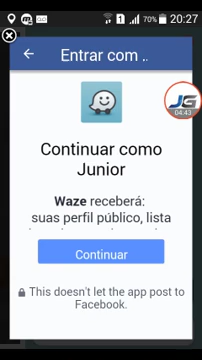 1
70% 20:27
Entrar com ..
JG
04:43
Continuar como
Junior
Waze receberá:
suas perfil público, lista
Continuar
This doesn't let the app post to
Facebook.